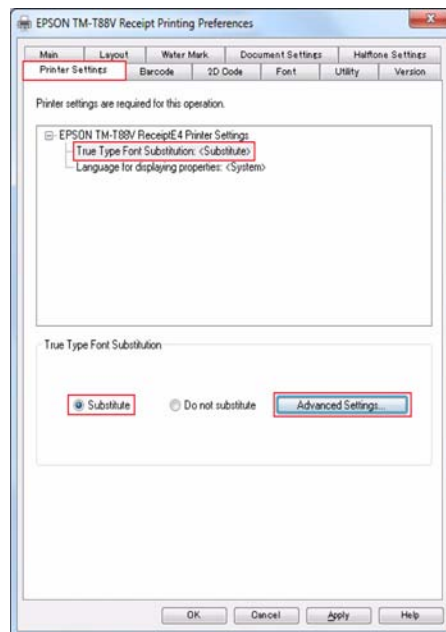 EPSON TM-T88V Receipt Printing Preferences
Main Layout Water Mark Document Settings Halftone Settings
Printer Settings Barcode 2D Code Font Utility Version
Printer settings are required for this operation.
EPSON TM-T88V ReceiptE4 Printer Settings
True Type Font Substitution: <Substitute>
Language for displaying properties: <System>
True Type Font Substitution
Substitute Do not substitute Advanced Settings...
OK Cancel Apply Help